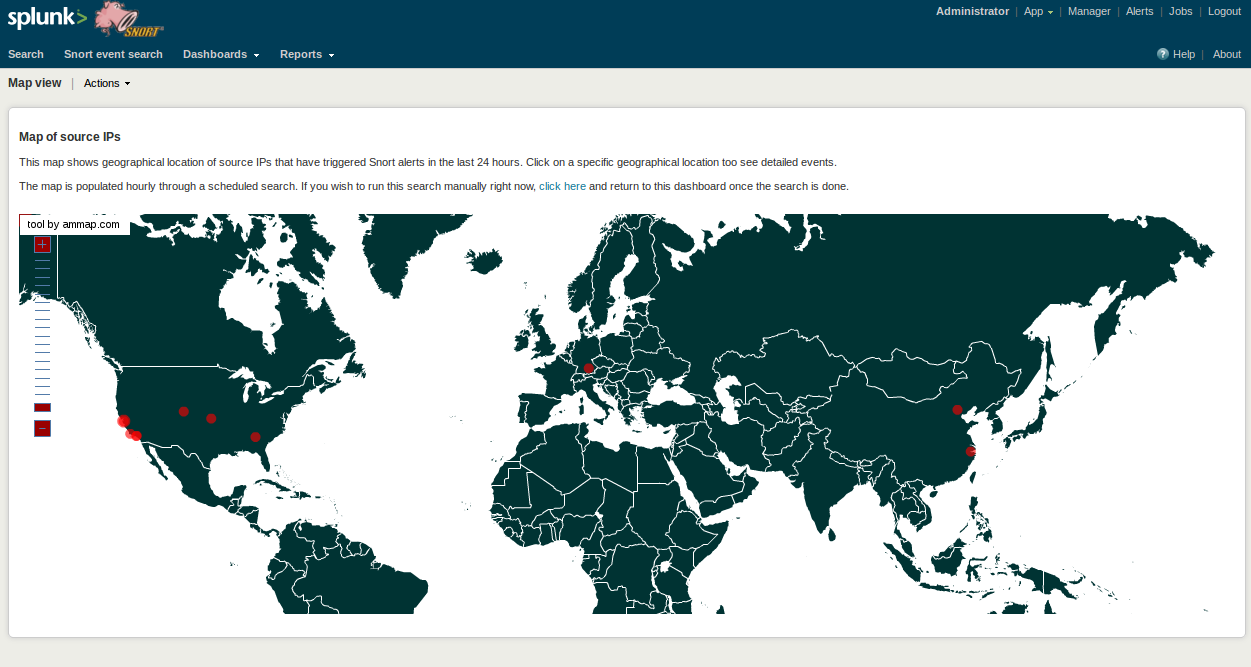 splunk> SNORT
Administrator | App | Manager | Alerts | Jobs | Logout
Search Snort event search Dashboards Reports
? Help | About
Map view | Actions
Map of source IPs
This map shows geographical location of source IPs that have triggered Snort alerts in the last 24 hours. Click on a specific geographical location too see detailed events.
The map is populated hourly through a scheduled search. If you wish to run this search manually right now, click here and return to this dashboard once the search is done.
tool by ammap.com
+
-